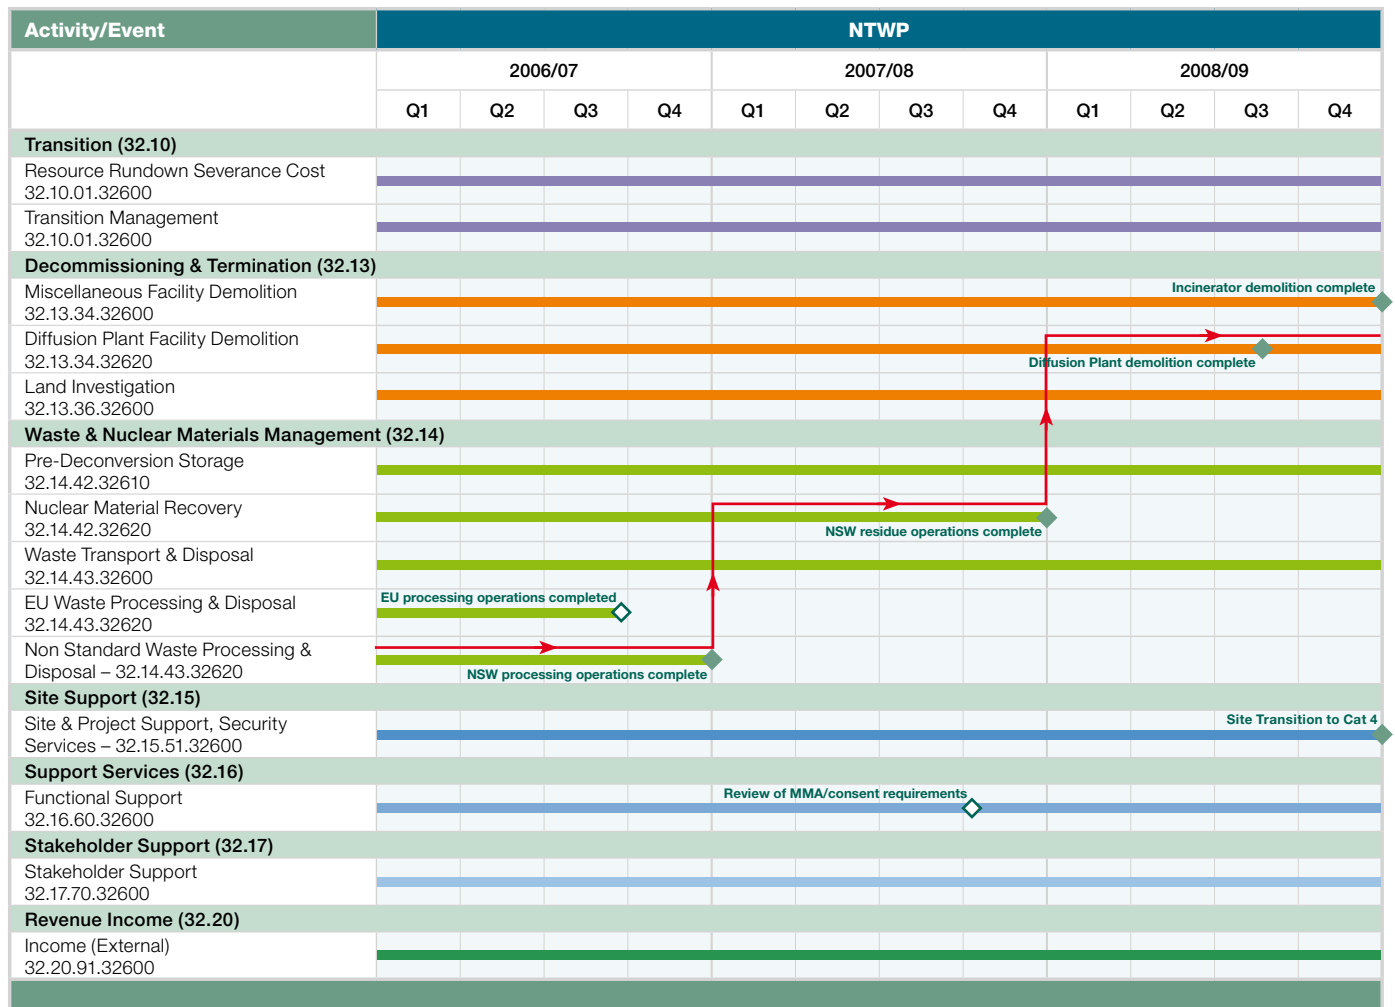 Activity/Event
NTWP
2006/07
2007/08
2008/09
Q1 Q2 Q3 Q4 Q1 Q2 Q3 Q4 Q1 Q2 Q3 Q4
Transition (32.10)
Resource Rundown Severance Cost
32.10.01.32600
Transition Management
32.10.01.32600
Decommissioning & Termination (32.13)
Miscellaneous Facility Demolition
32.13.34.32600
Incinerator demolition complete
Diffusion Plant Facility Demolition
32.13.34.32620
Diffusion Plant demolition complete
Land Investigation
32.13.36.32600
Waste & Nuclear Materials Management (32.14)
Pre-Deconversion Storage
32.14.42.32610
Nuclear Material Recovery
32.14.42.32620
NSW residue operations complete
Waste Transport & Disposal
32.14.43.32600
EU Waste Processing & Disposal
32.14.43.32620
EU processing operations completed
Non Standard Waste Processing &
Disposal – 32.14.43.32620
NSW processing operations complete
Site Support (32.15)
Site & Project Support, Security
Services – 32.15.51.32600
Site Transition to Cat 4
Support Services (32.16)
Functional Support
32.16.60.32600
Review of MMA/consent requirements
Stakeholder Support (32.17)
Stakeholder Support
32.17.70.32600
Revenue Income (32.20)
Income (External)
32.20.91.32600